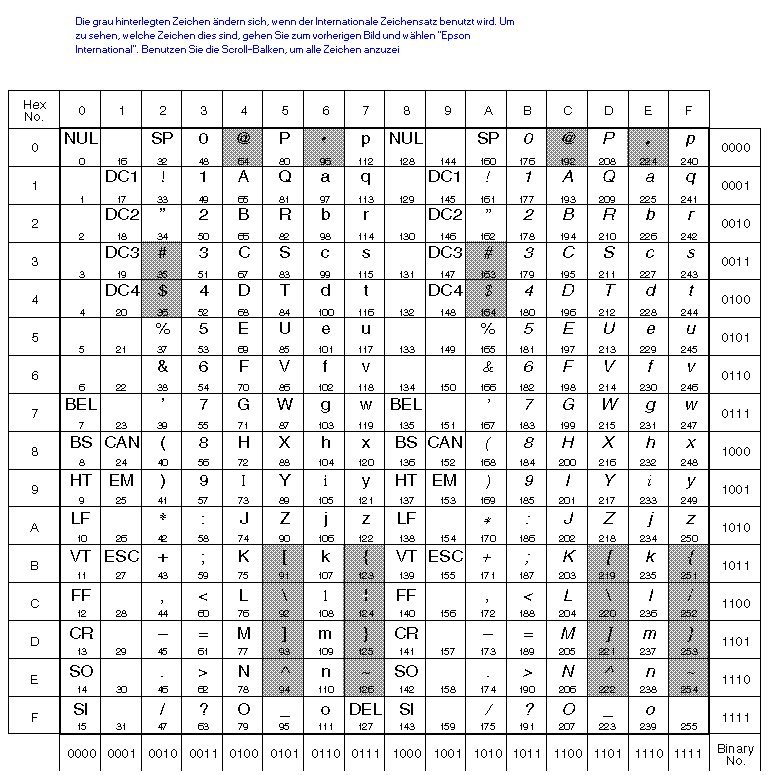 Die grau hinterlegten Zeichen ändern sich, wenn der Internationale Zeichensatz benutzt wird. Um
zu sehen, welche Zeichen dies sind, gehen Sie zum vorherigen Bild und wählen "Epson
International". Benutzen Sie die Scroll-Balken, um alle Zeichen anzuzei
Hex
No. 0 1 2 3 4 5 6 7 8 9 A B C D E F
0 NUL SP 0 @ P ‘ p NUL SP 0 @ P ‘ p 0000
0 16 32 48 64 80 96 112 128 144 160 176 192 208 224 240
1 DC1 ! 1 A Q a q DC1 ! 1 A Q a q 0001
1 17 33 49 65 81 97 113 129 145 161 177 193 209 225 241
2 DC2 " 2 B R b r DC2 " 2 B R b r 0010
2 18 34 50 66 82 98 114 130 146 162 178 194 210 226 242
3 DC3 # 3 C S c s DC3 # 3 C S c s 0011
3 19 35 51 67 83 99 115 131 147 163 179 195 211 227 243
4 DC4 $ 4 D T d t DC4 $ 4 D T d t 0100
4 20 36 52 68 84 100 116 132 148 164 180 196 212 228 244
5 % 5 E U e u % 5 E U e u 0101
5 21 37 53 69 85 101 117 133 149 165 181 197 213 229 245
6 & 6 F V f v & 6 F V f v 0110
6 22 38 54 70 86 102 118 134 150 166 182 198 214 230 246
7 BEL ' 7 G W g w BEL ' 7 G W g w 0111
7 23 39 55 71 87 103 119 135 151 167 183 199 215 231 247
8 BS CAN ( 8 H X h x BS CAN ( 8 H X h x 1000
8 24 40 56 72 88 104 120 136 152 168 184 200 216 232 248
9 HT EM ) 9 I Y i y HT EM ) 9 I Y i y 1001
9 25 41 57 73 89 105 121 137 153 169 185 201 217 233 249
A LF * : J Z j z LF * : J Z j z 1010
10 26 42 58 74 90 106 122 138 154 170 186 202 218 234 250
B VT ESC + ; K [ k { VT ESC + ; K [ k { 1011
11 27 43 59 75 91 107 123 139 155 171 187 203 219 235 251
C FF , < L \ l ¦ FF , < L \ l ¦ 1100
12 28 44 60 76 92 108 124 140 156 172 188 204 220 236 252
D CR − = M ] m } CR − = M ] m } 1101
13 29 45 61 77 93 109 125 141 157 173 189 205 221 237 253
E SO . > N ^ n ~ SO . > N ^ n ~ 1110
14 30 46 62 78 94 110 126 142 158 174 190 206 222 238 254
F SI / ? O _ o DEL SI / ? O _ o 1111
15 31 47 63 79 95 111 127 143 159 175 191 207 223 239 255
0000 0001 0010 0011 0100 0101 0110 0111 1000 1001 1010 1011 1100 1101 1110 1111 Binary
No.